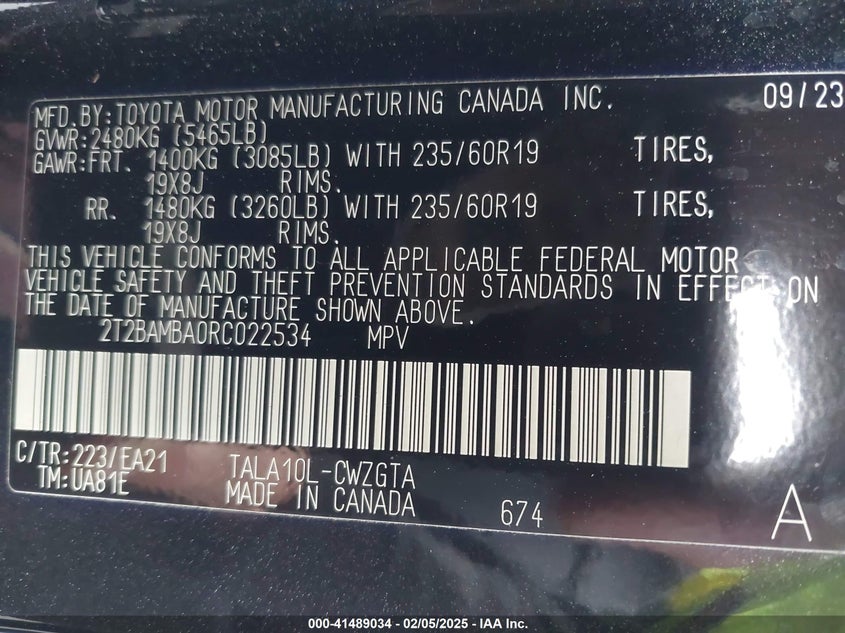 MFD. BY: TOYOTA MOTOR MANUFACTURING CANADA INC. 09/23
GVWR: 2480KG (5465LB)
GAWR: FRT. 1400KG (3085LB) WITH 235/60R19 TIRES,
19X8J RIMS.
RR. 1480KG (3260LB) WITH 235/60R19 TIRES,
19X8J RIMS.
THIS VEHICLE CONFORMS TO ALL APPLICABLE FEDERAL MOTOR
VEHICLE SAFETY AND THEFT PREVENTION STANDARDS IN EFFECT ON
THE DATE OF MANUFACTURE SHOWN ABOVE.
2T2BAMBA0RC022534 MPV
C/TR: 223/EA21 TALA10L-CWZGTA
TM: UA81E MADE IN CANADA 674 A
000-41489034 - 02/05/2025 - IAA Inc.